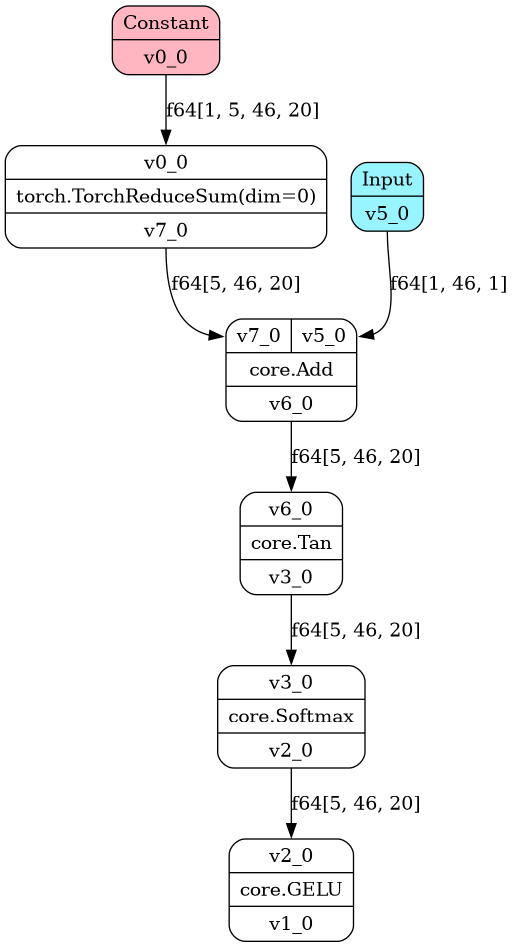 Constant
v0_0
f64[1, 5, 46, 20]
v0_0
torch.TorchReduceSum(dim=0)
v7_0
Input
v5_0
f64[5, 46, 20]
f64[1, 46, 1]
v7_0 v5_0
core.Add
v6_0
f64[5, 46, 20]
v6_0
core.Tan
v3_0
f64[5, 46, 20]
v3_0
core.Softmax
v2_0
f64[5, 46, 20]
v2_0
core.GELU
v1_0